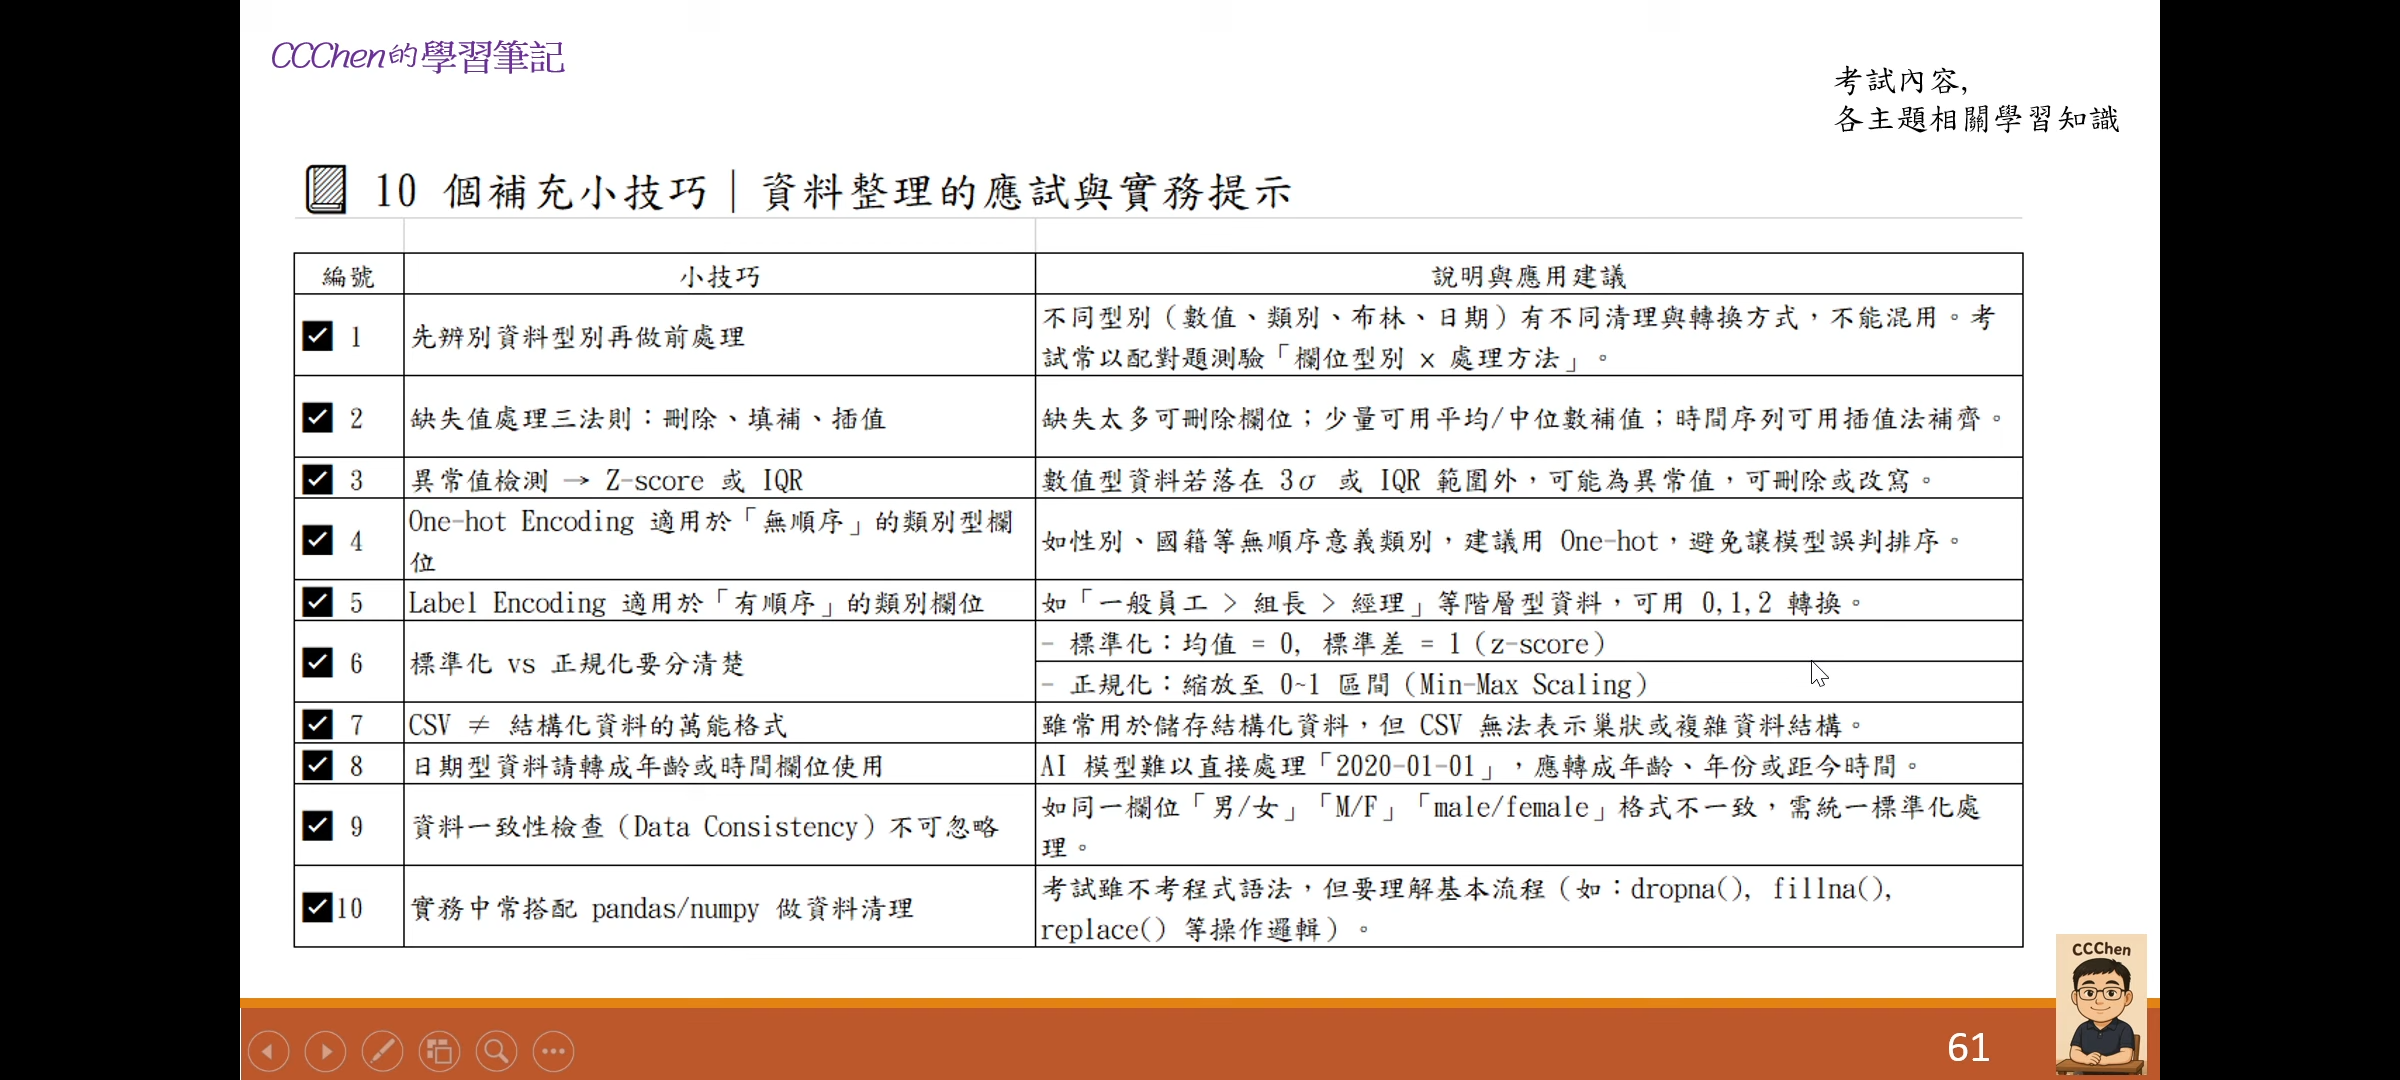 CCChen的學習筆記
考試內容,
各主題相關學習知識
10 個補充小技巧｜資料整理的應試與實務提示
編號 小技巧 說明與應用建議
1 先辨別資料型別再做前處理 不同型別（數值、類別、布林、日期）有不同清理與轉換方式，不能混用。考
試常以配對題測驗「欄位型別 × 處理方法」。
2 缺失值處理三法則：刪除、填補、插值 缺失太多可刪除欄位；少量可用平均/中位數補值；時間序列可用插值法補齊。
3 異常值檢測 → Z-score 或 IQR 數值型資料若落在 3σ 或 IQR 範圍外，可能為異常值，可刪除或改寫。
4 One-hot Encoding 適用於「無順序」的類別型欄
位 如性別、國籍等無順序意義類別，建議用 One-hot，避免讓模型誤判排序。
5 Label Encoding 適用於「有順序」的類別欄位 如「一般員工 > 組長 > 經理」等階層型資料，可用 0,1,2 轉換。
6 標準化 vs 正規化要分清楚 - 標準化：均值 = 0, 標準差 = 1（z-score）
- 正規化：縮放至 0~1 區間（Min-Max Scaling）
7 CSV ≠ 結構化資料的萬能格式 雖常用於儲存結構化資料，但 CSV 無法表示巢狀或複雜資料結構。
8 日期型資料請轉成年齡或時間欄位使用 AI 模型難以直接處理「2020-01-01」，應轉成年齡、年份或距今時間。
9 資料一致性檢查（Data Consistency）不可忽略 如同一欄位「男/女」「M/F」「male/female」格式不一致，需統一標準化處
理。
10 實務中常搭配 pandas/numpy 做資料清理 考試雖不考程式語法，但要理解基本流程（如：dropna(), fillna(),
replace() 等操作邏輯）。
CCChen
61